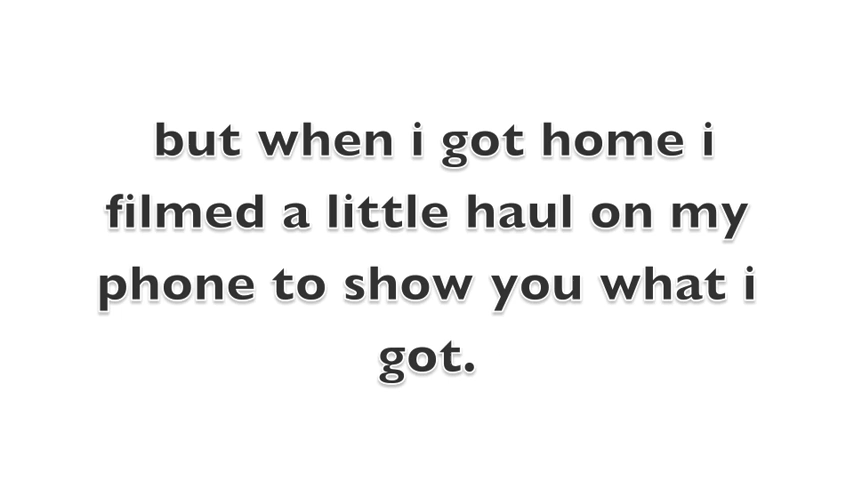 but when i got home i
filmed a little haul on my
phone to show you what i
got.